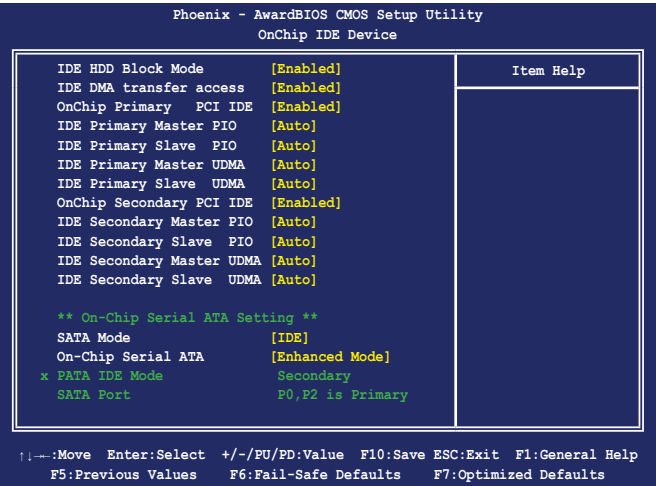 Phoenix - AwardBIOS CMOS Setup Utility
OnChip IDE Device
IDE HDD Block Mode [Enabled]
Item Help
IDE DMA transfer access [Enabled]
OnChip Primary PCI IDE [Enabled]
IDE Primary Master PIO [Auto]
IDE Primary Slave PIO [Auto]
IDE Primary Master UDMA [Auto]
IDE Primary Slave UDMA [Auto]
OnChip Secondary PCI IDE [Enabled]
IDE Secondary Master PIO [Auto]
IDE Secondary Slave PIO [Auto]
IDE Secondary Master UDMA [Auto]
IDE Secondary Slave UDMA [Auto]
** On-Chip Serial ATA Setting **
SATA Mode [IDE]
On-Chip Serial ATA [Enhanced Mode]
x PATA IDE Mode Secondary
SATA Port P0,P2 is Primary
↑↓→←:Move Enter:Select +/-/PU/PD:Value F10:Save ESC:Exit F1:General Help
F5:Previous Values F6:Fail-Safe Defaults F7:Optimized Defaults